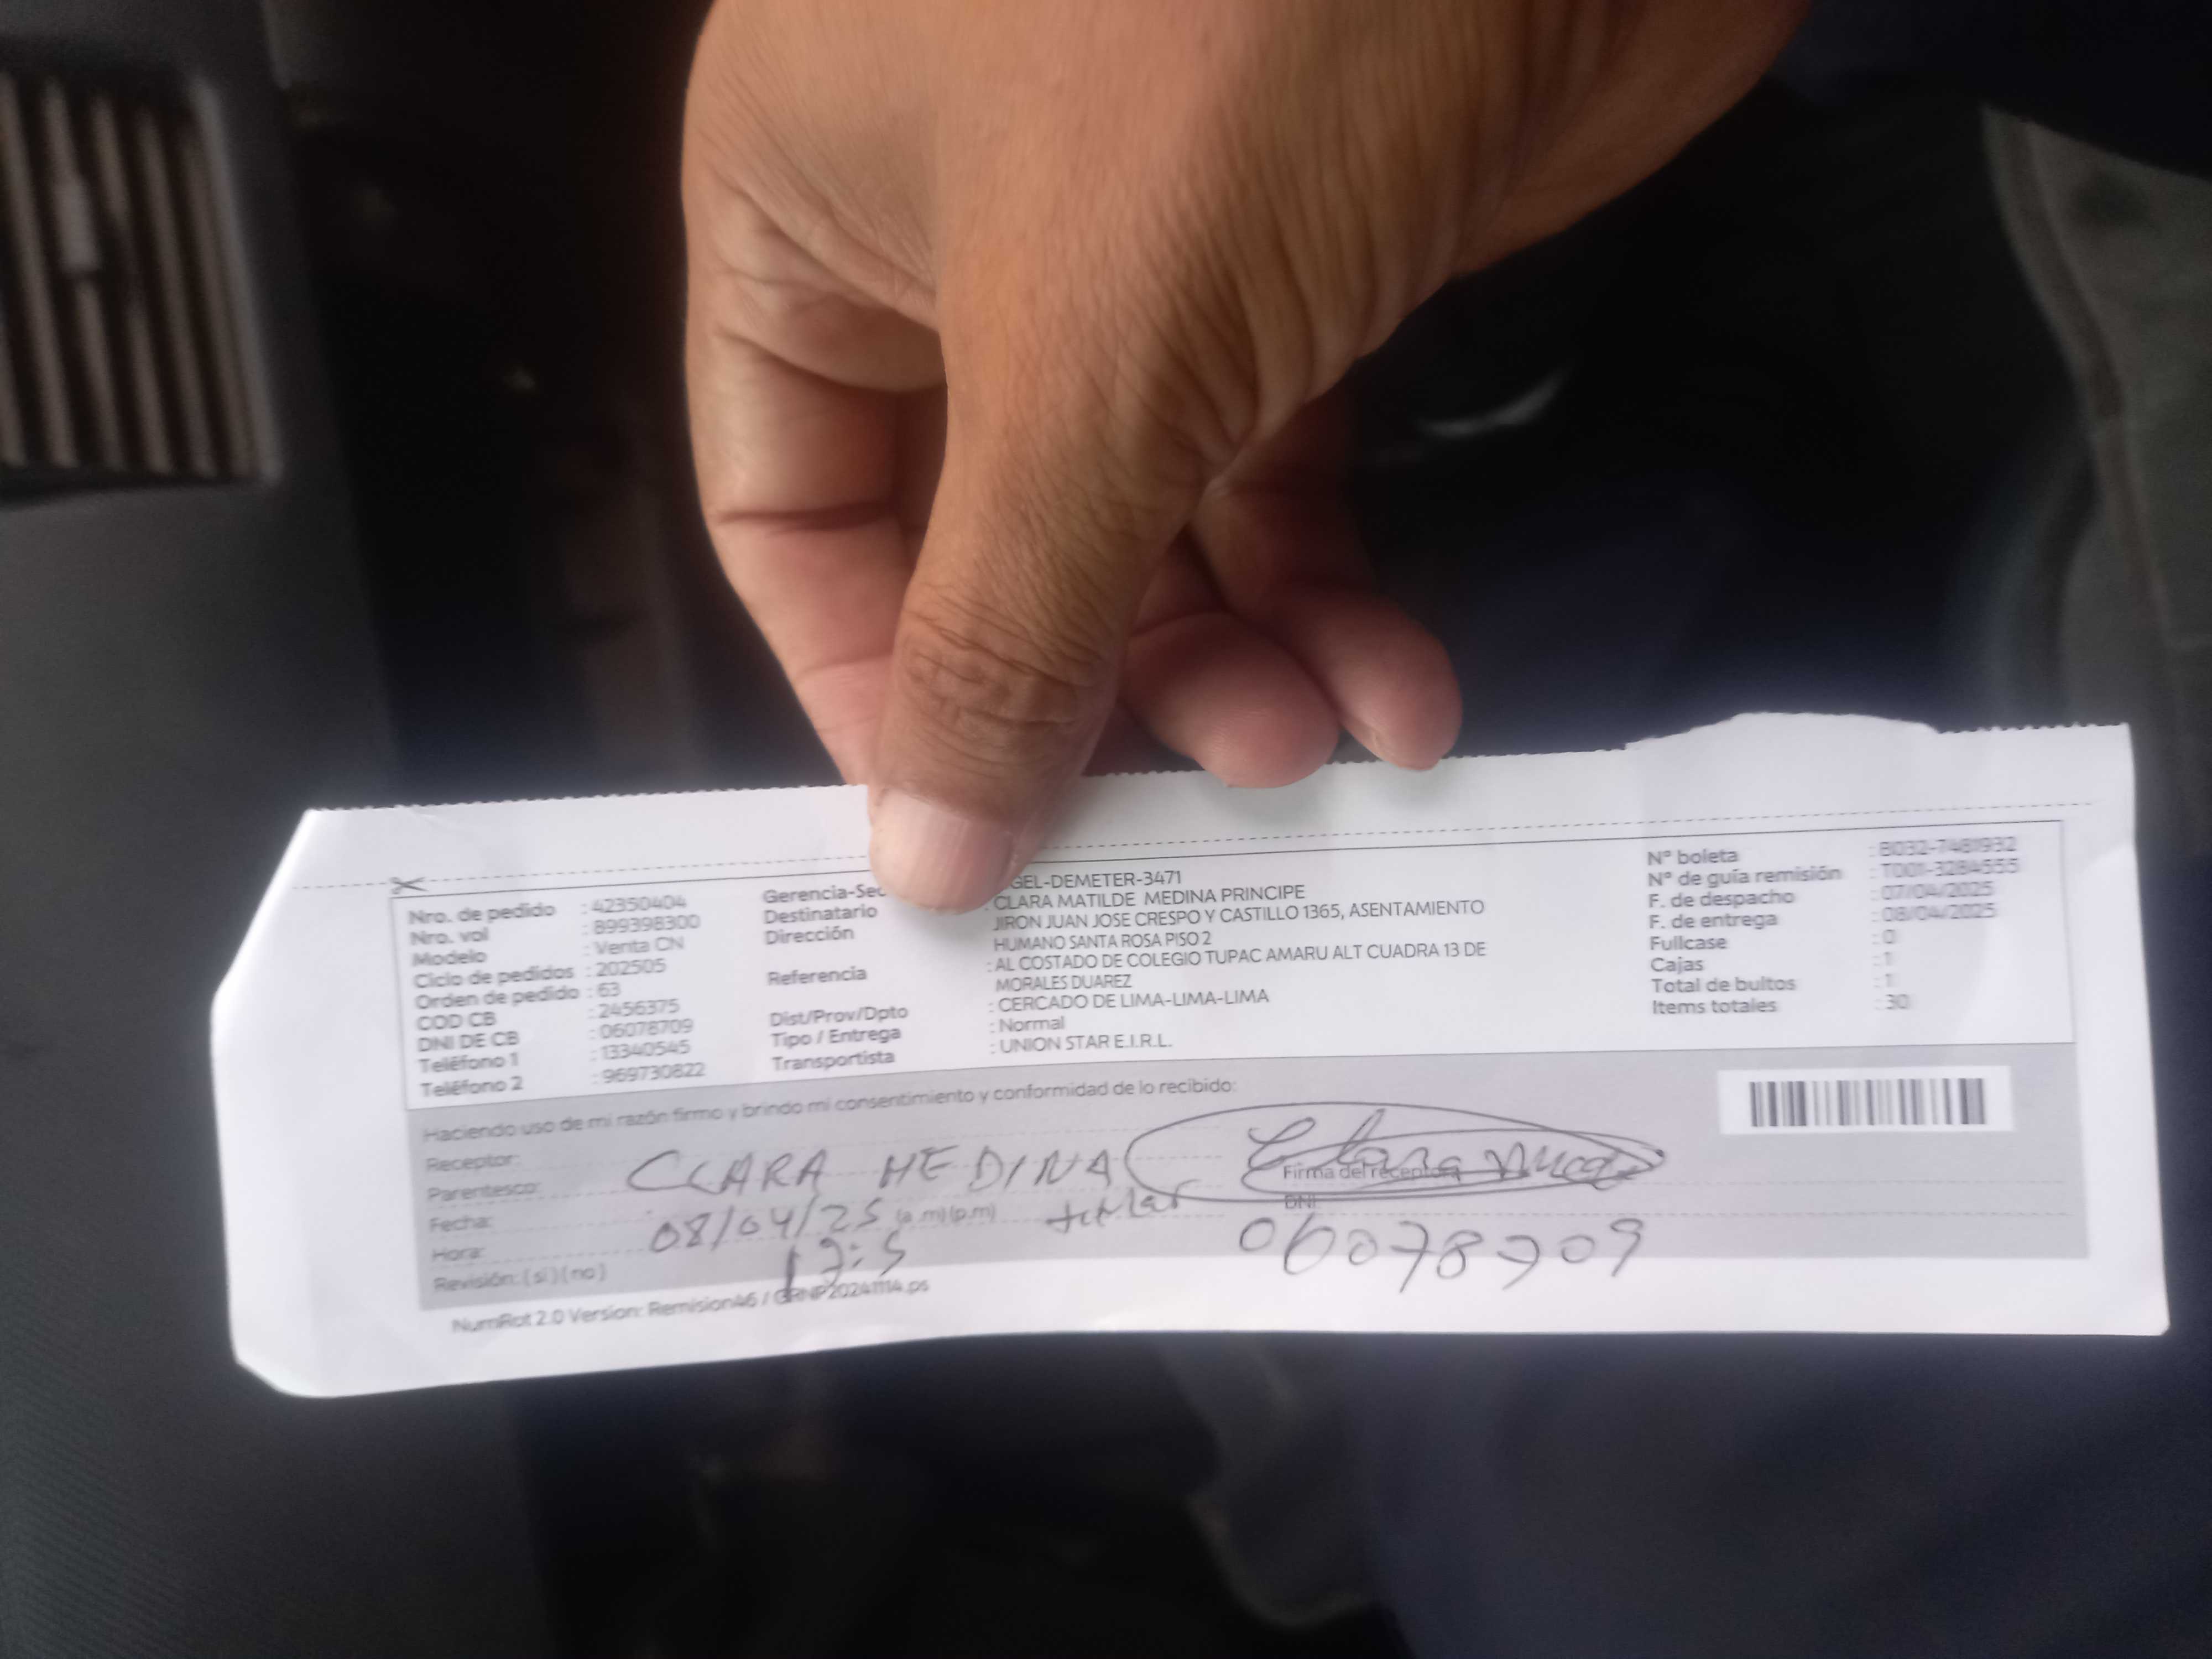 Nro. de pedido : 42350404
Nro. vol : 899398300
Modelo : Venta CN
Ciclo de pedidos : 202505
Orden de pedido : 63
COD CB : 2456375
DNI DE CB : 06078709
Teléfono 1 : 13340545
Teléfono 2 : 969730822
Gerencia-Sec GEL-DEMETER-3471
Destinatario : CLARA MATILDE MEDINA PRINCIPE
Dirección JIRON JUAN JOSE CRESPO Y CASTILLO 1365, ASENTAMIENTO
HUMANO SANTA ROSA PISO 2
Referencia : AL COSTADO DE COLEGIO TUPAC AMARU ALT CUADRA 13 DE
MORALES DUAREZ
Dist/Prov/Dpto : CERCADO DE LIMA-LIMA-LIMA
Tipo / Entrega : Normal
Transportista : UNION STAR E.I.R.L.
N° boleta : B032-7481932
N° de guía remisión : T001-3284555
F. de despacho : 07/04/2025
F. de entrega : 08/04/2025
Fullcase : 0
Cajas : 1
Total de bultos : 1
Items totales : 30
Haciendo uso de mi razón firmo y brindo mi consentimiento y conformidad de lo recibido:
Receptor: CLARA MEDINA
Parentesco: titular
Fecha: 08/04/25 (a.m) (p.m)
Hora:
Revisión: ( si ) ( no )
Firma del receptor
DNI:
06078709
NumRot 2.0 Version: Remision46 / GRNP20241114.ps